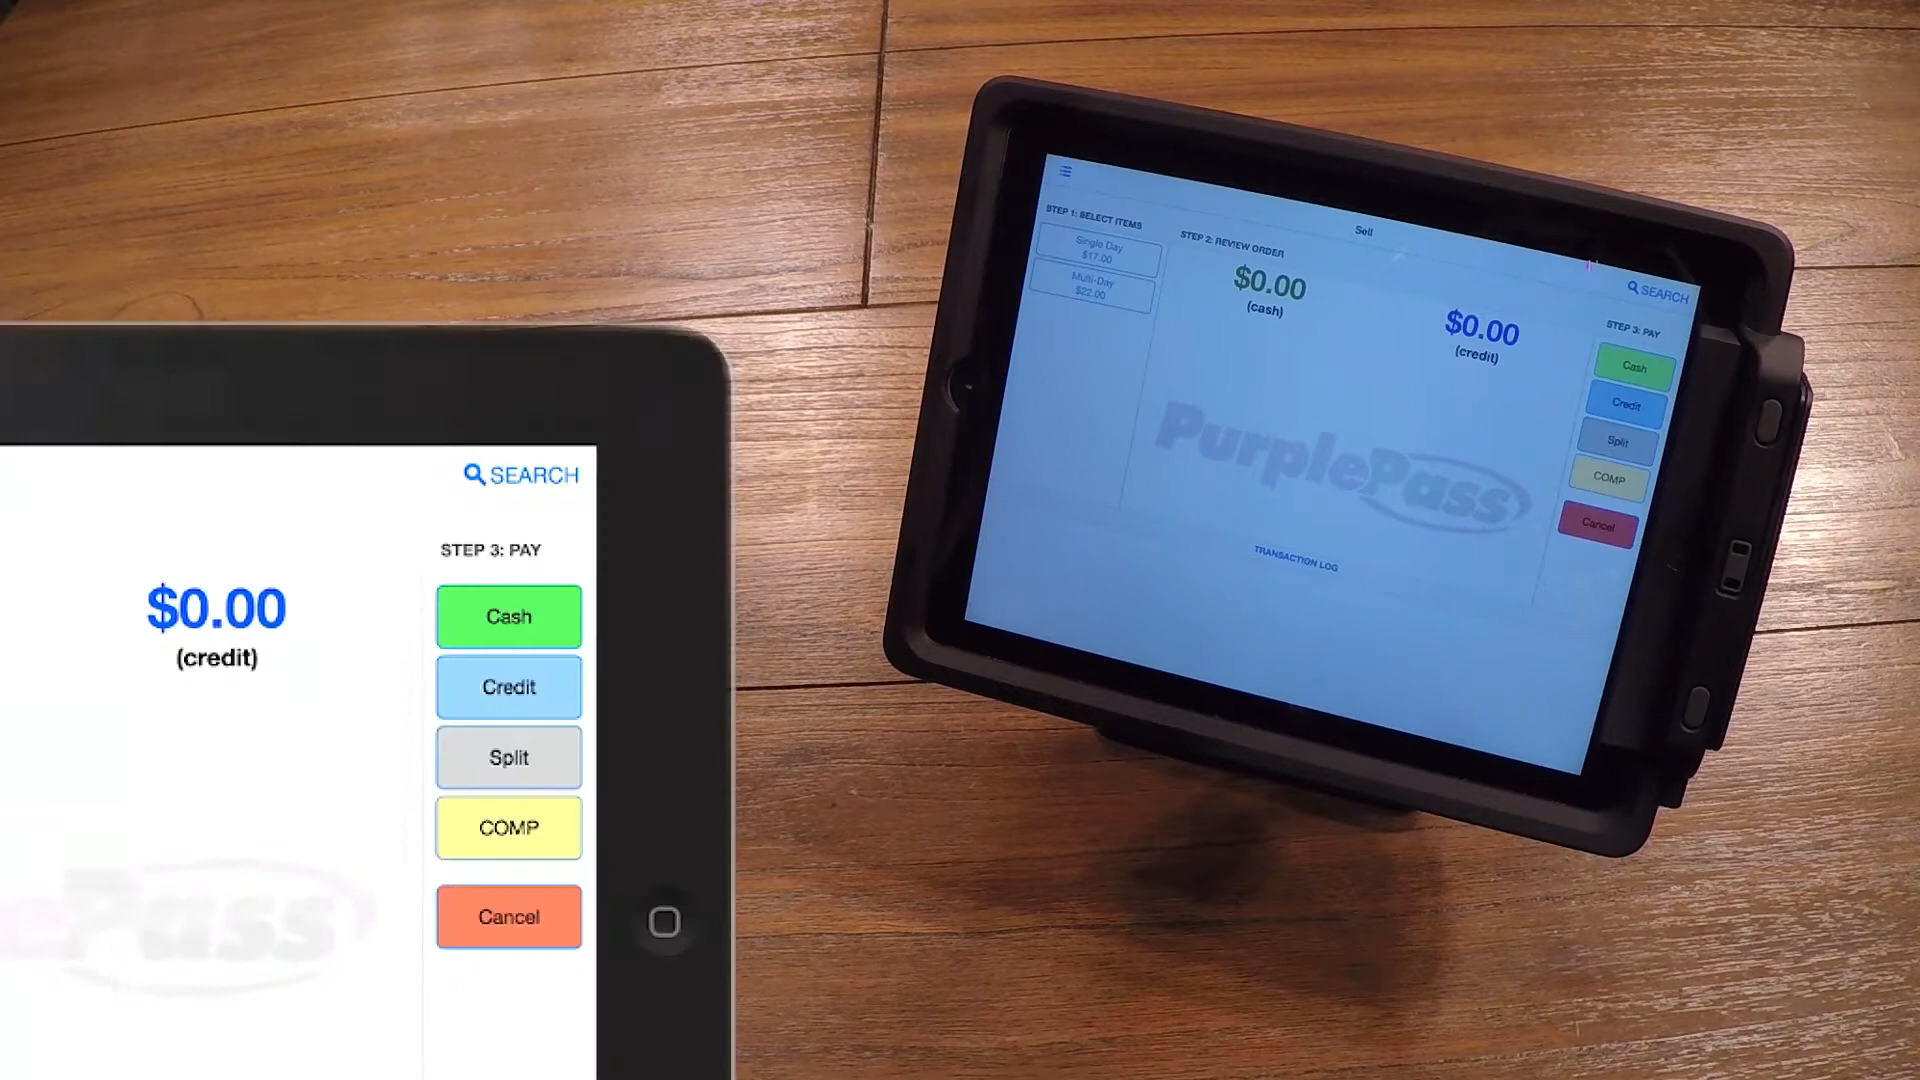 Sell
SEARCH
STEP 1: SELECT ITEMS
Single Day
$17.00
Multi-Day
$22.00
STEP 2: REVIEW ORDER
$0.00
(cash)
$0.00
(credit)
STEP 3: PAY
Cash
Credit
Split
COMP
Cancel
PurplePass
TRANSACTION LOG
SEARCH
STEP 3: PAY
$0.00
(credit)
Cash
Credit
Split
COMP
Cancel
Pass